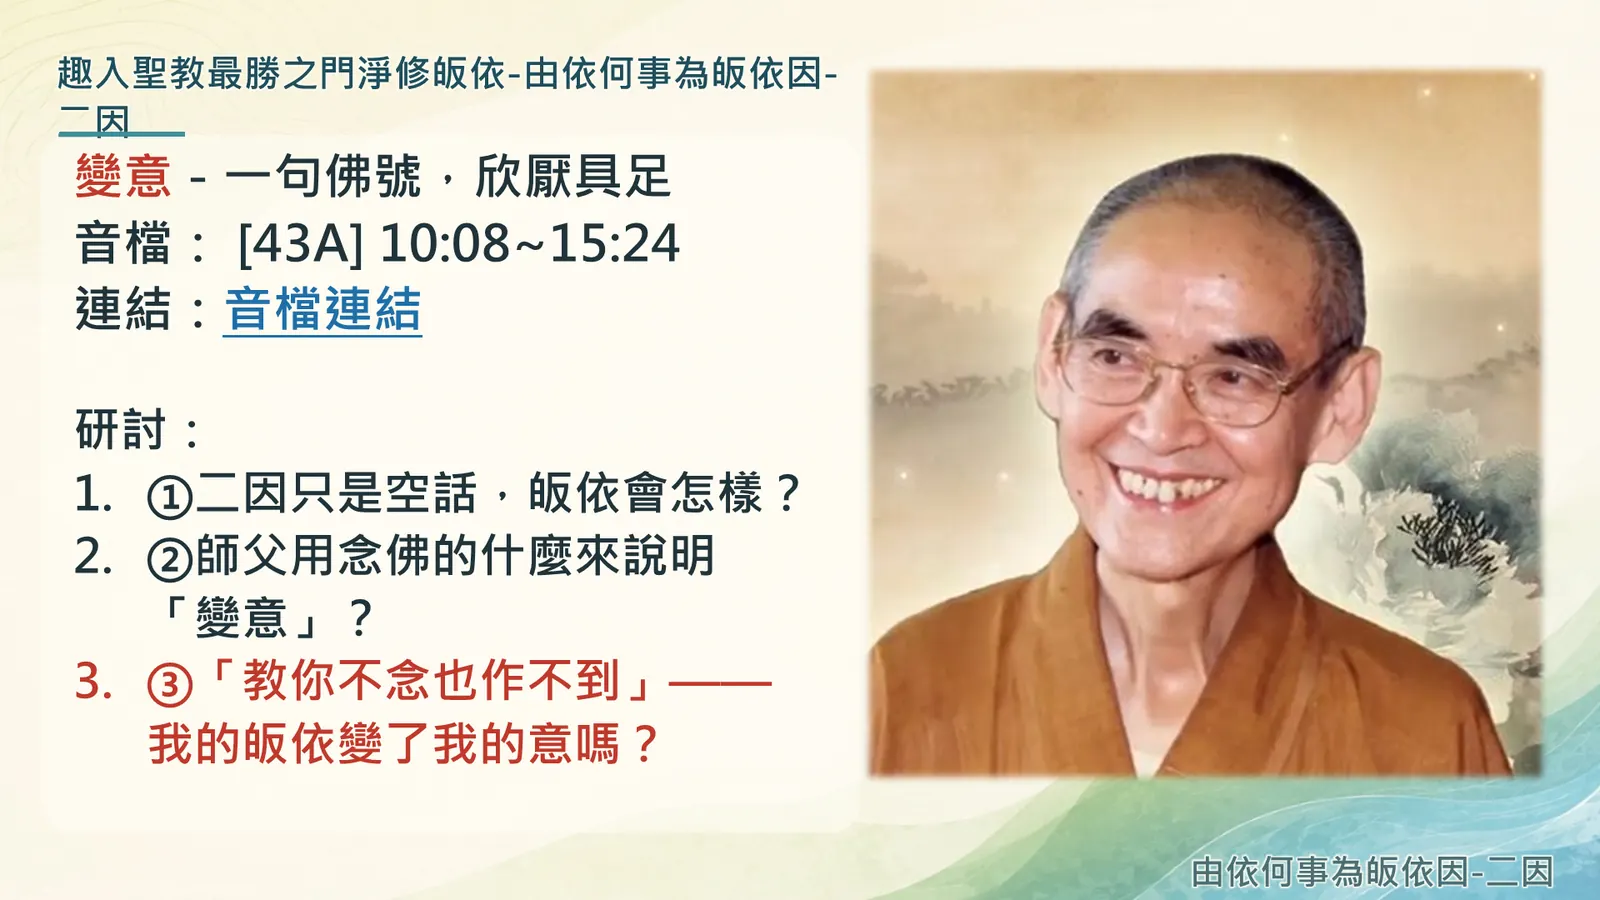 趣入聖教最勝之門淨修皈依-由依何事為皈依因-
二因
變意 - 一句佛號，欣厭具足
音檔： [43A] 10:08~15:24
連結：音檔連結
研討：
1. ①二因只是空話，皈依會怎樣？
2. ②師父用念佛的什麼來說明
「變意」？
3. ③「教你不念也作不到」——
我的皈依變了我的意嗎？
由依何事為皈依因-二因